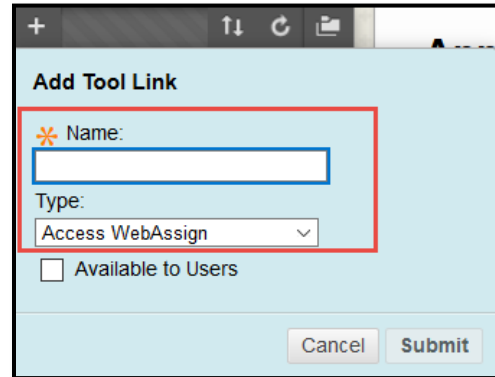 Add Tool Link
Name:
Type:
Access WebAssign
Available to Users
Cancel Submit